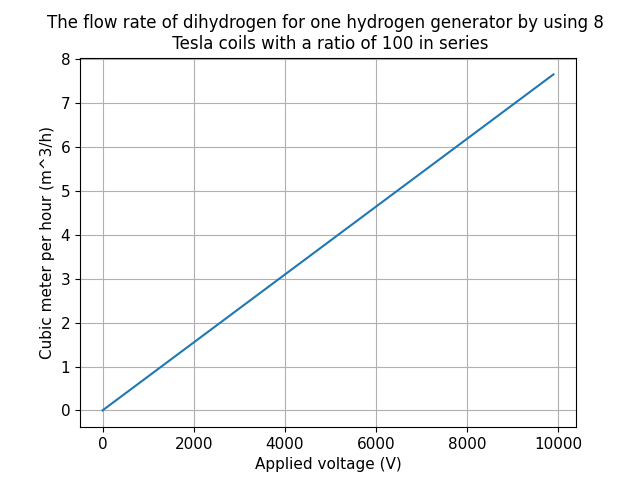 The flow rate of dihydrogen for one hydrogen generator by using 8
Tesla coils with a ratio of 100 in series
8
7
6
5
4
3
2
1
0
Cubic meter per hour (m^3/h)
0 2000 4000 6000 8000 10000
Applied voltage (V)